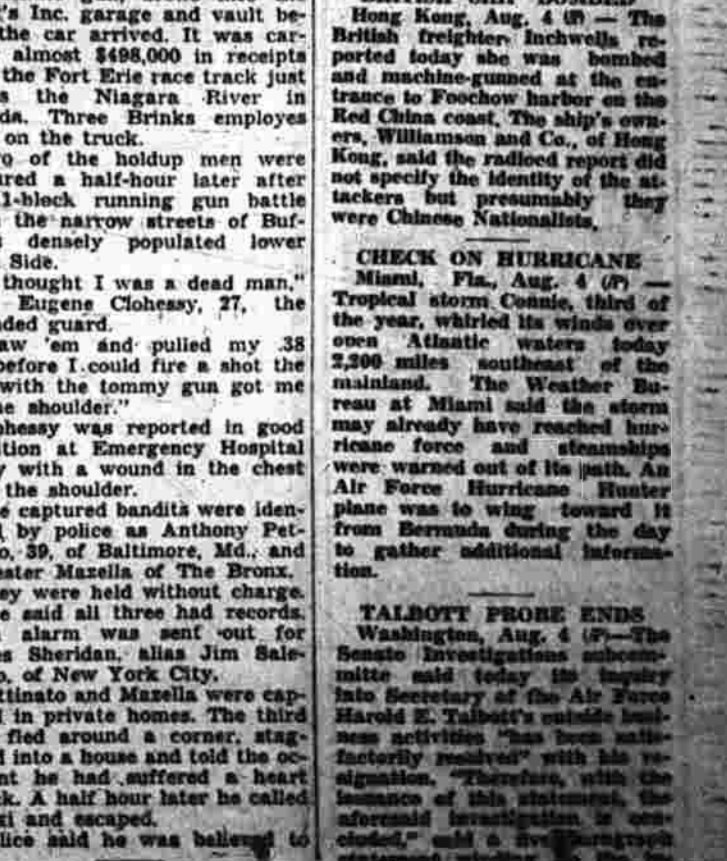 's Inc. garage and vault be-
the car arrived. It was car-
almost $498,000 in receipts
the Fort Erie race track just
s the Niagara River in
da. Three Brinks employes
on the truck.
o of the holdup men were
ured a half-hour later after
1-block running gun battle
the narrow streets of Buf-
s densely populated lower
Side.
thought I was a dead man,"
Eugene Clohessy, 27, the
nded guard.
aw 'em and pulled my .38
before I could fire a shot the
with the tommy gun got me
he shoulder."
ohessy was reported in good
ition at Emergency Hospital
y with a wound in the chest
the shoulder.
e captured bandits were iden-
d by police as Anthony Pet-
o, 39, of Baltimore, Md., and
eater Mazella of The Bronx.
ey were held without charge.
e said all three had records.
alarm was sent out for
es Sheridan, alias Jim Sale-
o, of New York City.
ttinato and Mazella were cap-
d in private homes. The third
fled around a corner, stag-
d into a house and told the oc-
nt he had suffered a heart
ck. A half hour later he called
xi and escaped.
lice said he was believed to
Hong Kong, Aug. 4 (AP) — The
British freighter Inchwells re-
ported today she was bombed
and machine-gunned at the en-
trance to Foochow harbor on the
Red China coast. The ship's own-
ers, Williamson and Co., of Hong
Kong, said the radioed report did
not specify the identity of the at-
tackers but presumably they
were Chinese Nationalists.
CHECK ON HURRICANE
Miami, Fla., Aug. 4 (AP) —
Tropical storm Connie, third of
the year, whirled its winds over
open Atlantic waters today
2,200 miles southeast of the
mainland. The Weather Bu-
reau at Miami said the storm
may already have reached hur-
ricane force and steamships
were warned out of its path. An
Air Force Hurricane Hunter
plane was to wing toward it
from Bermuda during the day
to gather additional informa-
tion.
TALBOTT PROBE ENDS
Washington, Aug. 4 (AP)—The
Senate Investigations subcom-
mitte said today its inquiry
into Secretary of the Air Force
Harold E. Talbott's outside busi-
ness activities "has been satis-
factorily resolved" with his re-
signation. "Therefore, with the
issuance of this statement, the
aforesaid investigation is con-
cluded," said a five-paragraph